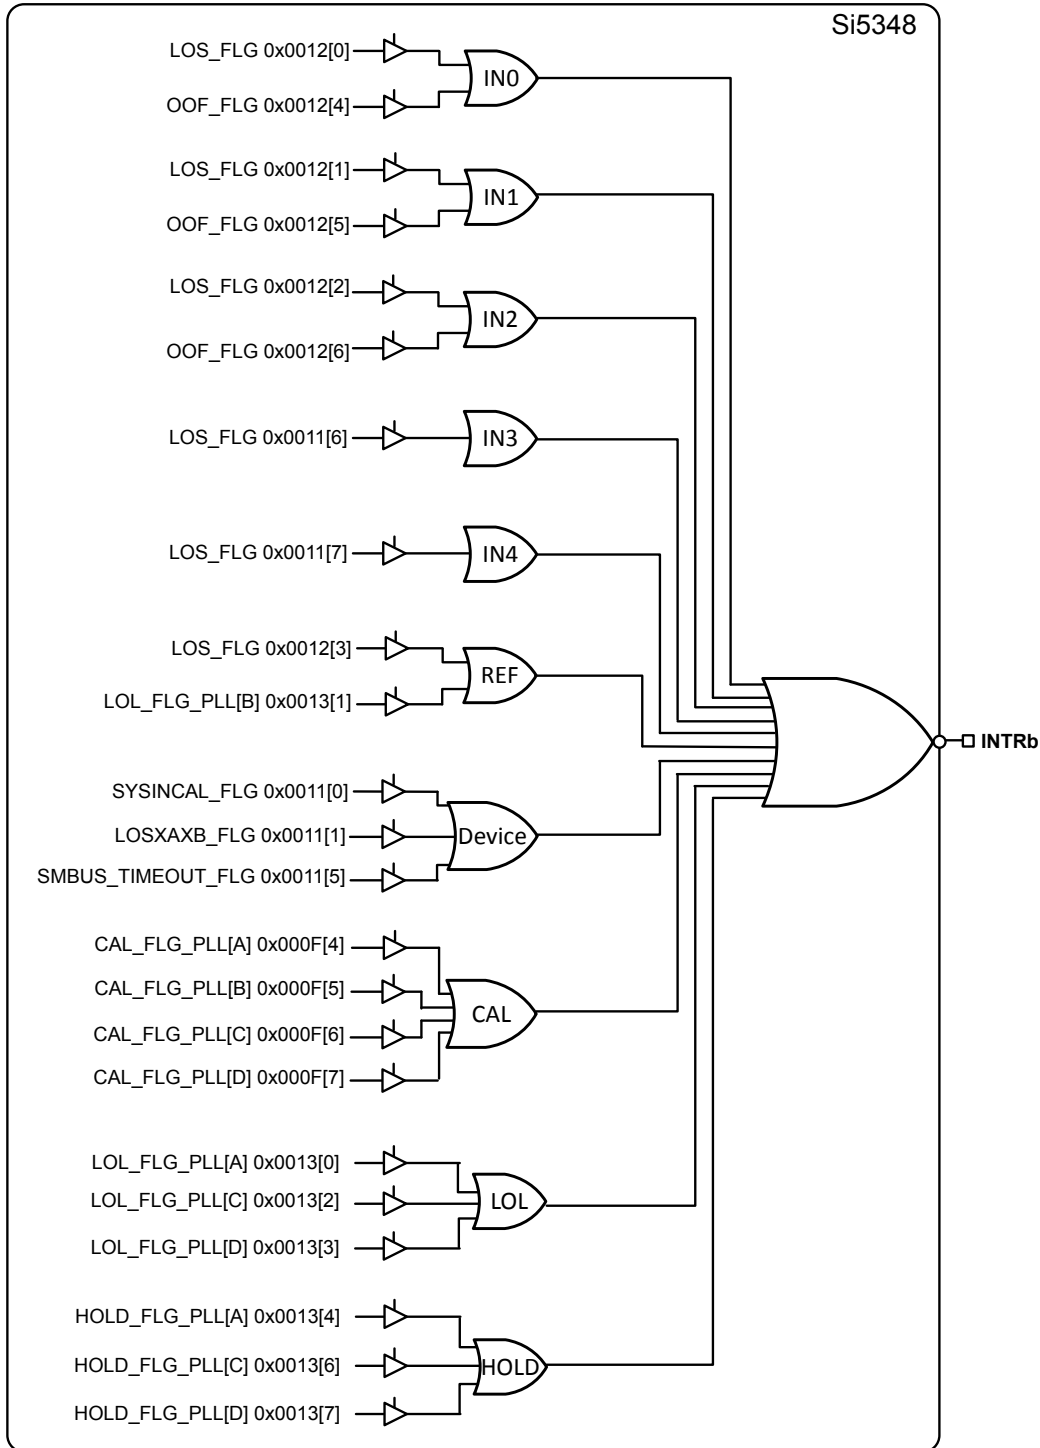 Si5348
LOS_FLG 0x0012[0]
IN0
OOF_FLG 0x0012[4]
LOS_FLG 0x0012[1]
IN1
OOF_FLG 0x0012[5]
LOS_FLG 0x0012[2]
IN2
OOF_FLG 0x0012[6]
LOS_FLG 0x0011[6]
IN3
LOS_FLG 0x0011[7]
IN4
LOS_FLG 0x0012[3]
REF
LOL_FLG_PLL[B] 0x0013[1]
INTRb
SYSINCAL_FLG 0x0011[0]
LOSXAXB_FLG 0x0011[1]
Device
SMBUS_TIMEOUT_FLG 0x0011[5]
CAL_FLG_PLL[A] 0x000F[4]
CAL_FLG_PLL[B] 0x000F[5]
CAL
CAL_FLG_PLL[C] 0x000F[6]
CAL_FLG_PLL[D] 0x000F[7]
LOL_FLG_PLL[A] 0x0013[0]
LOL_FLG_PLL[C] 0x0013[2]
LOL
LOL_FLG_PLL[D] 0x0013[3]
HOLD_FLG_PLL[A] 0x0013[4]
HOLD_FLG_PLL[C] 0x0013[6]
HOLD
HOLD_FLG_PLL[D] 0x0013[7]